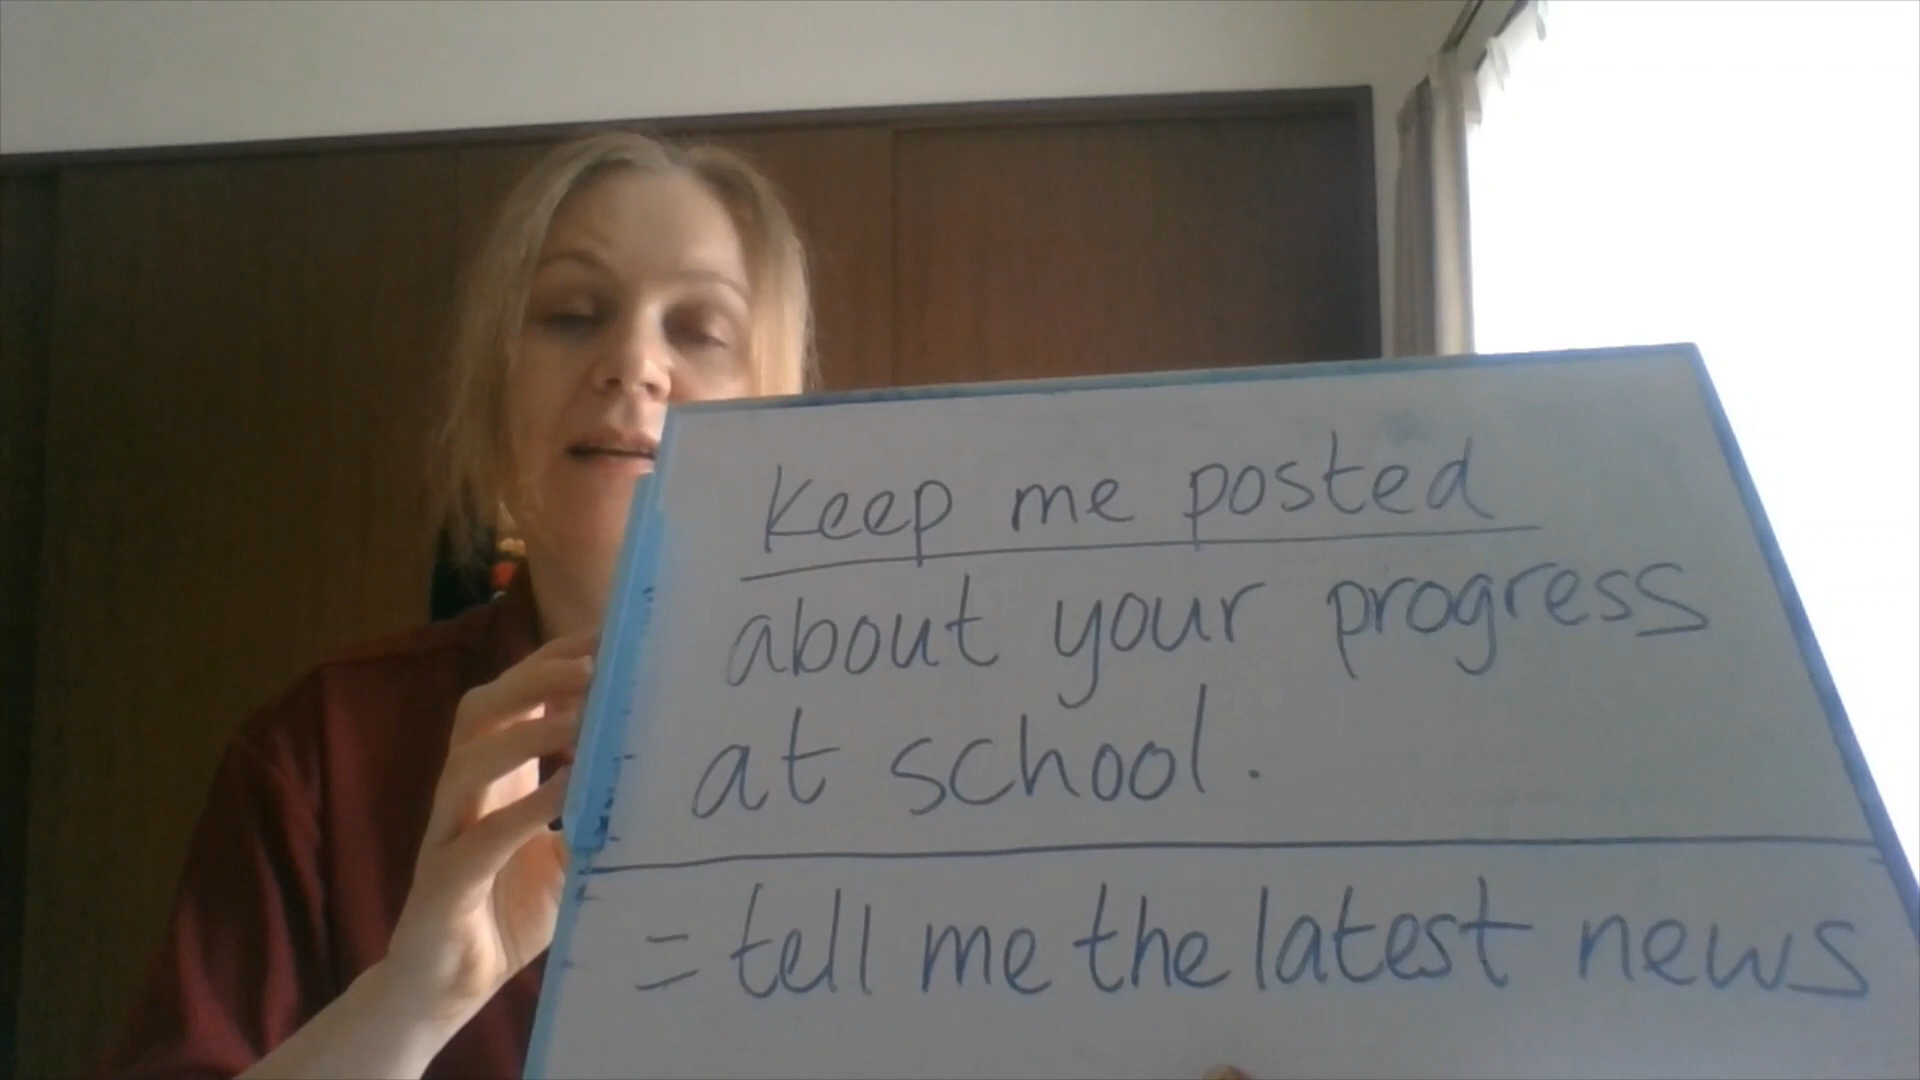 Keep me posted
about your progress
at school.
= tell me the latest news